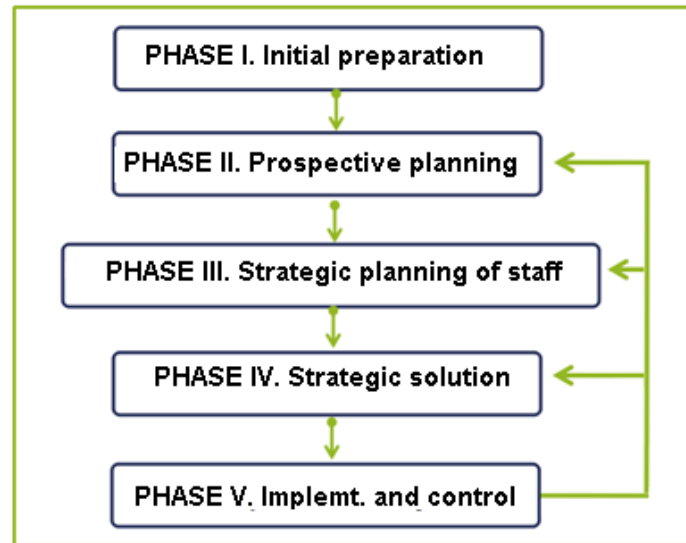 PHASE I. Initial preparation
PHASE II. Prospective planning
PHASE III. Strategic planning of staff
PHASE IV. Strategic solution
PHASE V. Implemt. and control